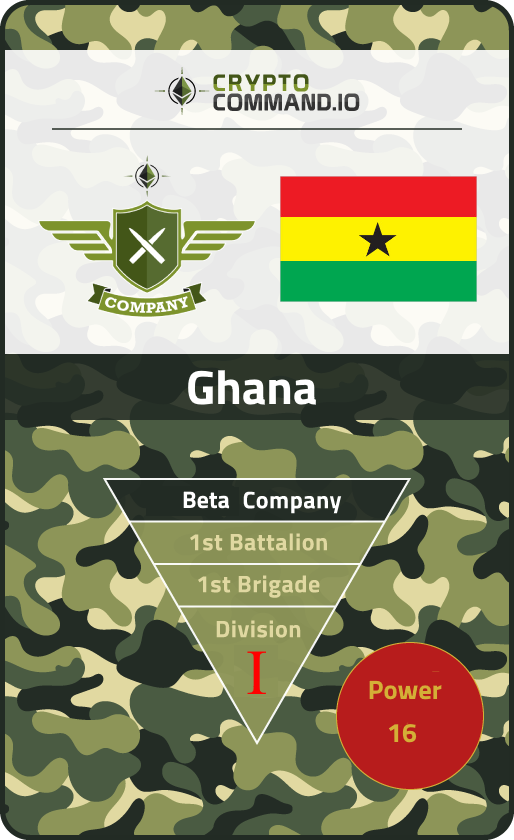 CRYPTO
COMMAND.IO
COMPANY
Ghana
Beta Company
1st Battalion
1st Brigade
Division
I
Power
16